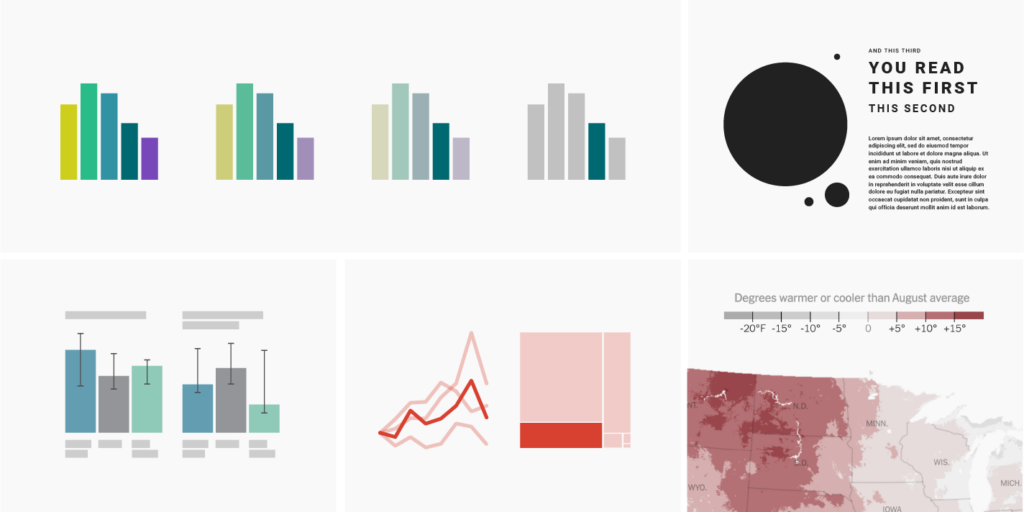 AND THIS THIRD
YOU READ
THIS FIRST
THIS SECOND
Lorem ipsum dolor sit amet, consectetur
adipiscing elit, sed do eiusmod tempor
incididunt ut labore et dolore magna aliqua. Ut
enim ad minim veniam, quis nostrud
exercitation ullamco laboris nisi ut aliquip ex
ea commodo consequat. Duis aute irure dolor
in reprehenderit in voluptate velit esse cillum
dolore eu fugiat nulla pariatur. Excepteur sint
occaecat cupidatat non proident, sunt in culpa
qui officia deserunt mollit anim id est laborum.
Degrees warmer or cooler than August average
-20°F -15° -10° -5° 0 +5° +10° +15°
N.D.
MINN.
WIS.
WYD.
MICH.
IOWA